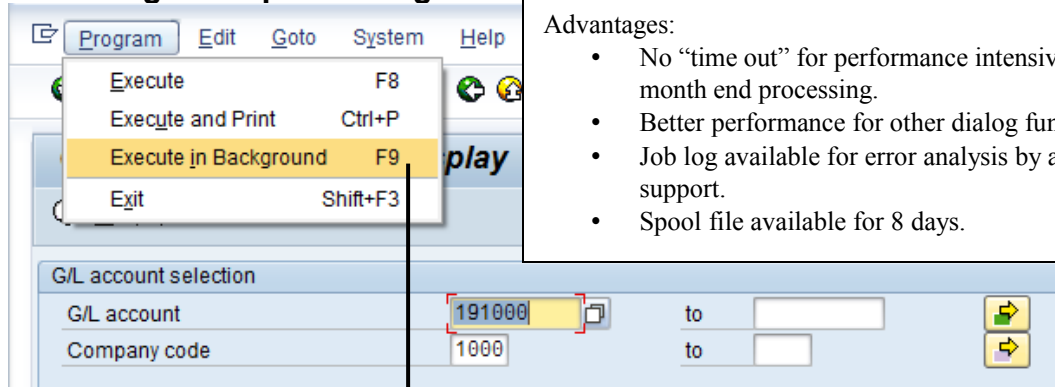 Program Edit Goto System Help
Execute F8
Execute and Print Ctrl+P
Execute in Background F9
Exit Shift+F3
play
Advantages:
• No “time out” for performance
month end processing.
• Better performance for other dialog
• Job log available for error analysis by
support.
• Spool file available for 8 days.
G/L account selection
G/L account 191000 to
Company code 1000 to